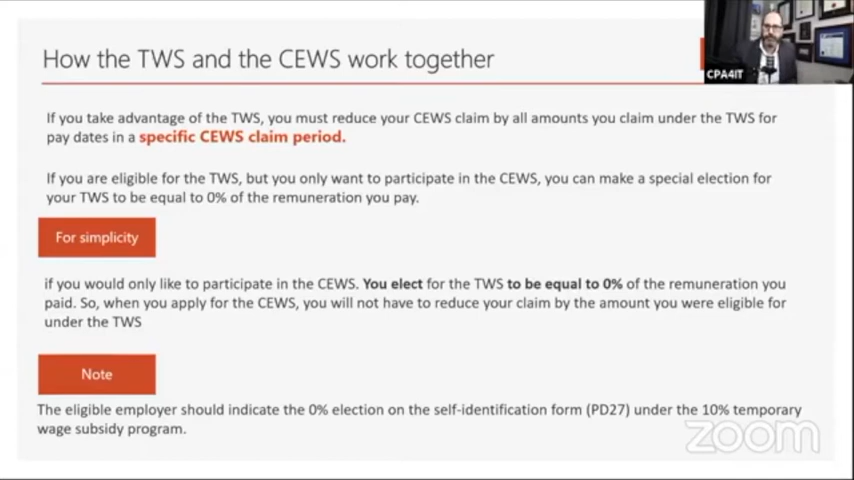 How the TWS and the CEWS work together
CPA4IT
If you take advantage of the TWS, you must reduce your CEWS claim by all amounts you claim under the TWS for
pay dates in a specific CEWS claim period.
If you are eligible for the TWS, but you only want to participate in the CEWS, you can make a special election for
your TWS to be equal to 0% of the remuneration you pay.
For simplicity
if you would only like to participate in the CEWS. You elect for the TWS to be equal to 0% of the remuneration you
paid. So, when you apply for the CEWS, you will not have to reduce your claim by the amount you were eligible for
under the TWS
Note
The eligible employer should indicate the 0% election on the self-identification form (PD27) under the 10% temporary
wage subsidy program.
zoom